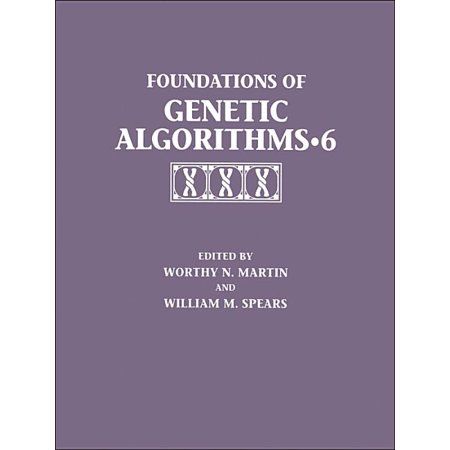 FOUNDATIONS OF
GENETIC
ALGORITHMS•6
EDITED BY
WORTHY N. MARTIN
AND
WILLIAM M. SPEARS